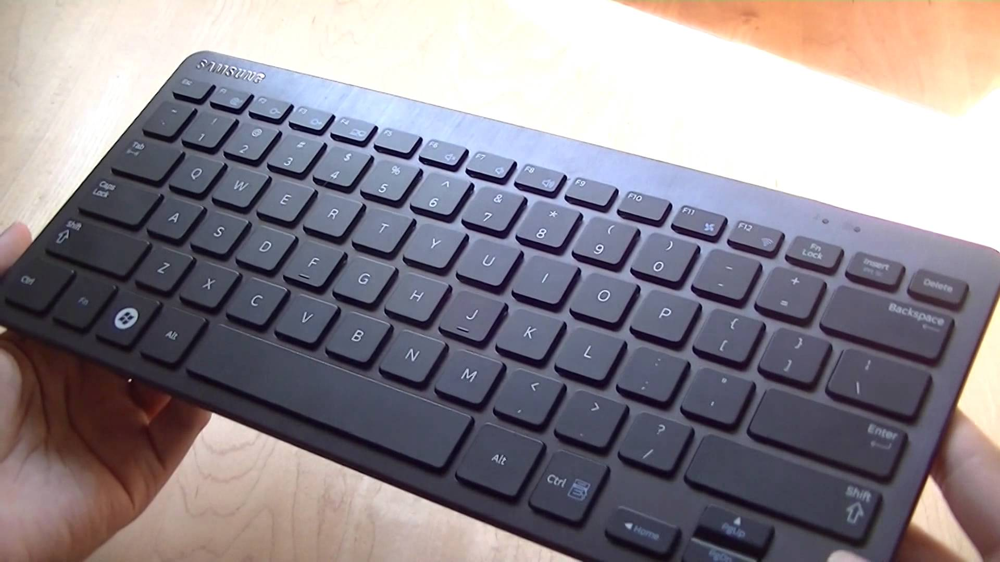 SAMSUNG
Esc F1 F2 F3 F4 F5 F6 F7 F8 F9 F10 F11 F12 Fn Lock Insert Delete
~ ! 1 @ 2 # 3 $ 4 % 5 ^ 6 & 7 * 8 ( 9 ) 0 _ - + = Backspace
Tab Q W E R T Y U I O P { [ } ] | \
Caps Lock A S D F G H J K L : ; " ' Enter
Shift Z X C V B N M < , > . ? / Shift
Ctrl Fn Alt Alt Ctrl Home PgUp
PgDn